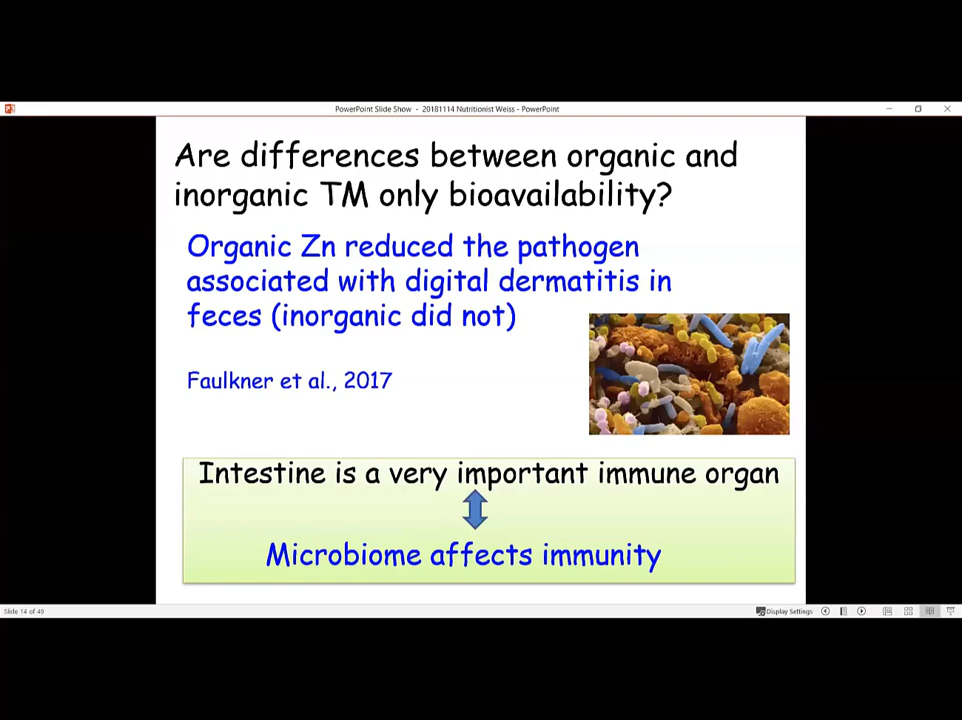 PowerPoint Slide Show - 20181114 Nutritionist Weiss - PowerPoint
Are differences between organic and
inorganic TM only bioavailability?
Organic Zn reduced the pathogen
associated with digital dermatitis in
feces (inorganic did not)
Faulkner et al., 2017
Intestine is a very important immune organ
Microbiome affects immunity
Slide 14 of 49
Display Settings